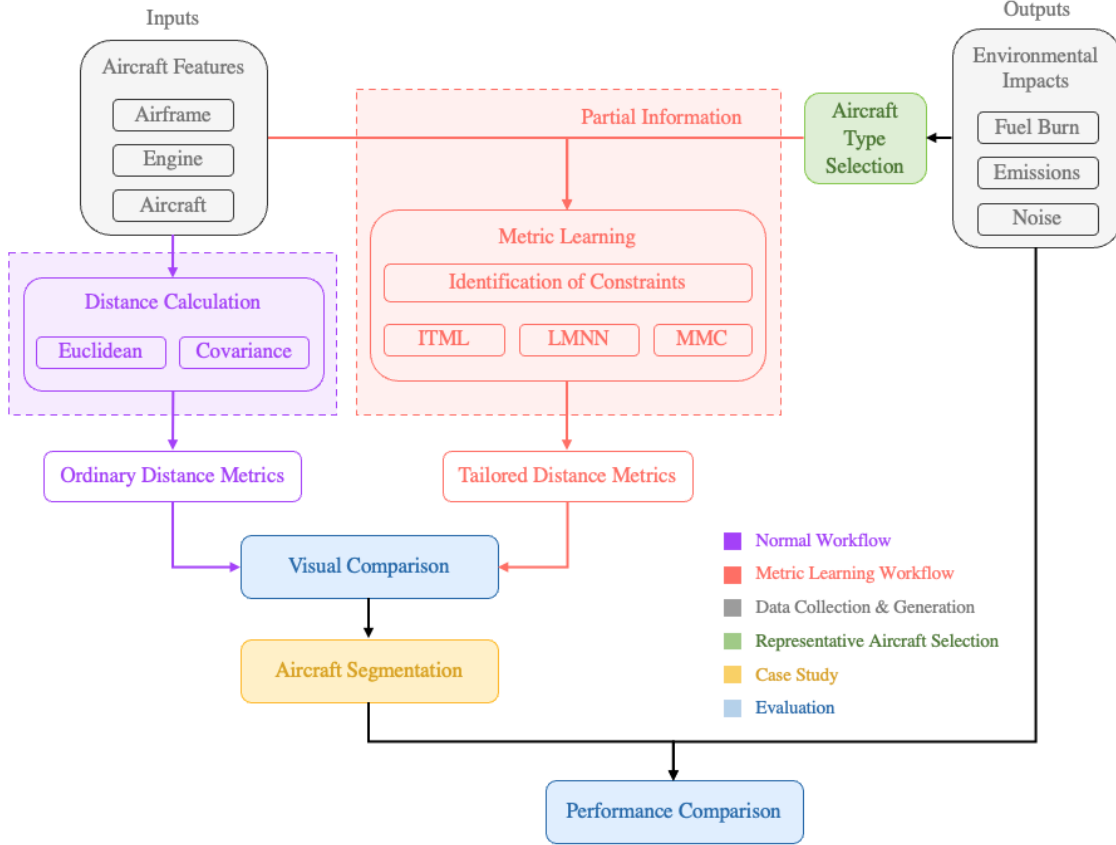 Inputs
Aircraft Features
Airframe
Engine
Aircraft
Outputs
Environmental
Impacts
Fuel Burn
Emissions
Noise
Partial Information
Aircraft
Type
Selection
Metric Learning
Identification of Constraints
ITML
LMNN
MMC
Distance Calculation
Euclidean
Covariance
Ordinary Distance Metrics
Tailored Distance Metrics
Visual Comparison
Aircraft Segmentation
Normal Workflow
Metric Learning Workflow
Data Collection & Generation
Representative Aircraft Selection
Case Study
Evaluation
Performance Comparison